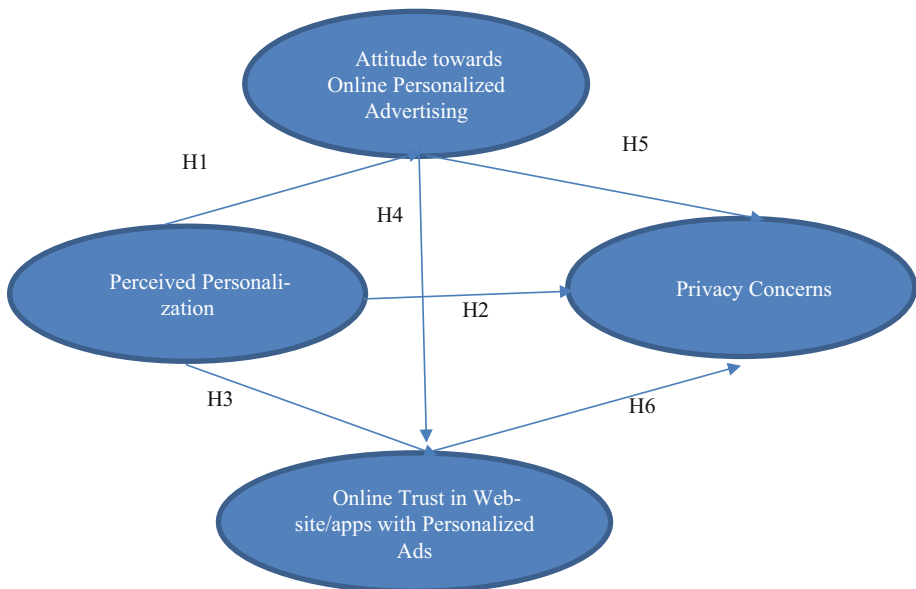 Attitude towards
Online Personalized
Advertising
H1
H5
H4
Perceived Personali-
zation
Privacy Concerns
H2
H3
H6
Online Trust in Web-
site/apps with Personalized
Ads